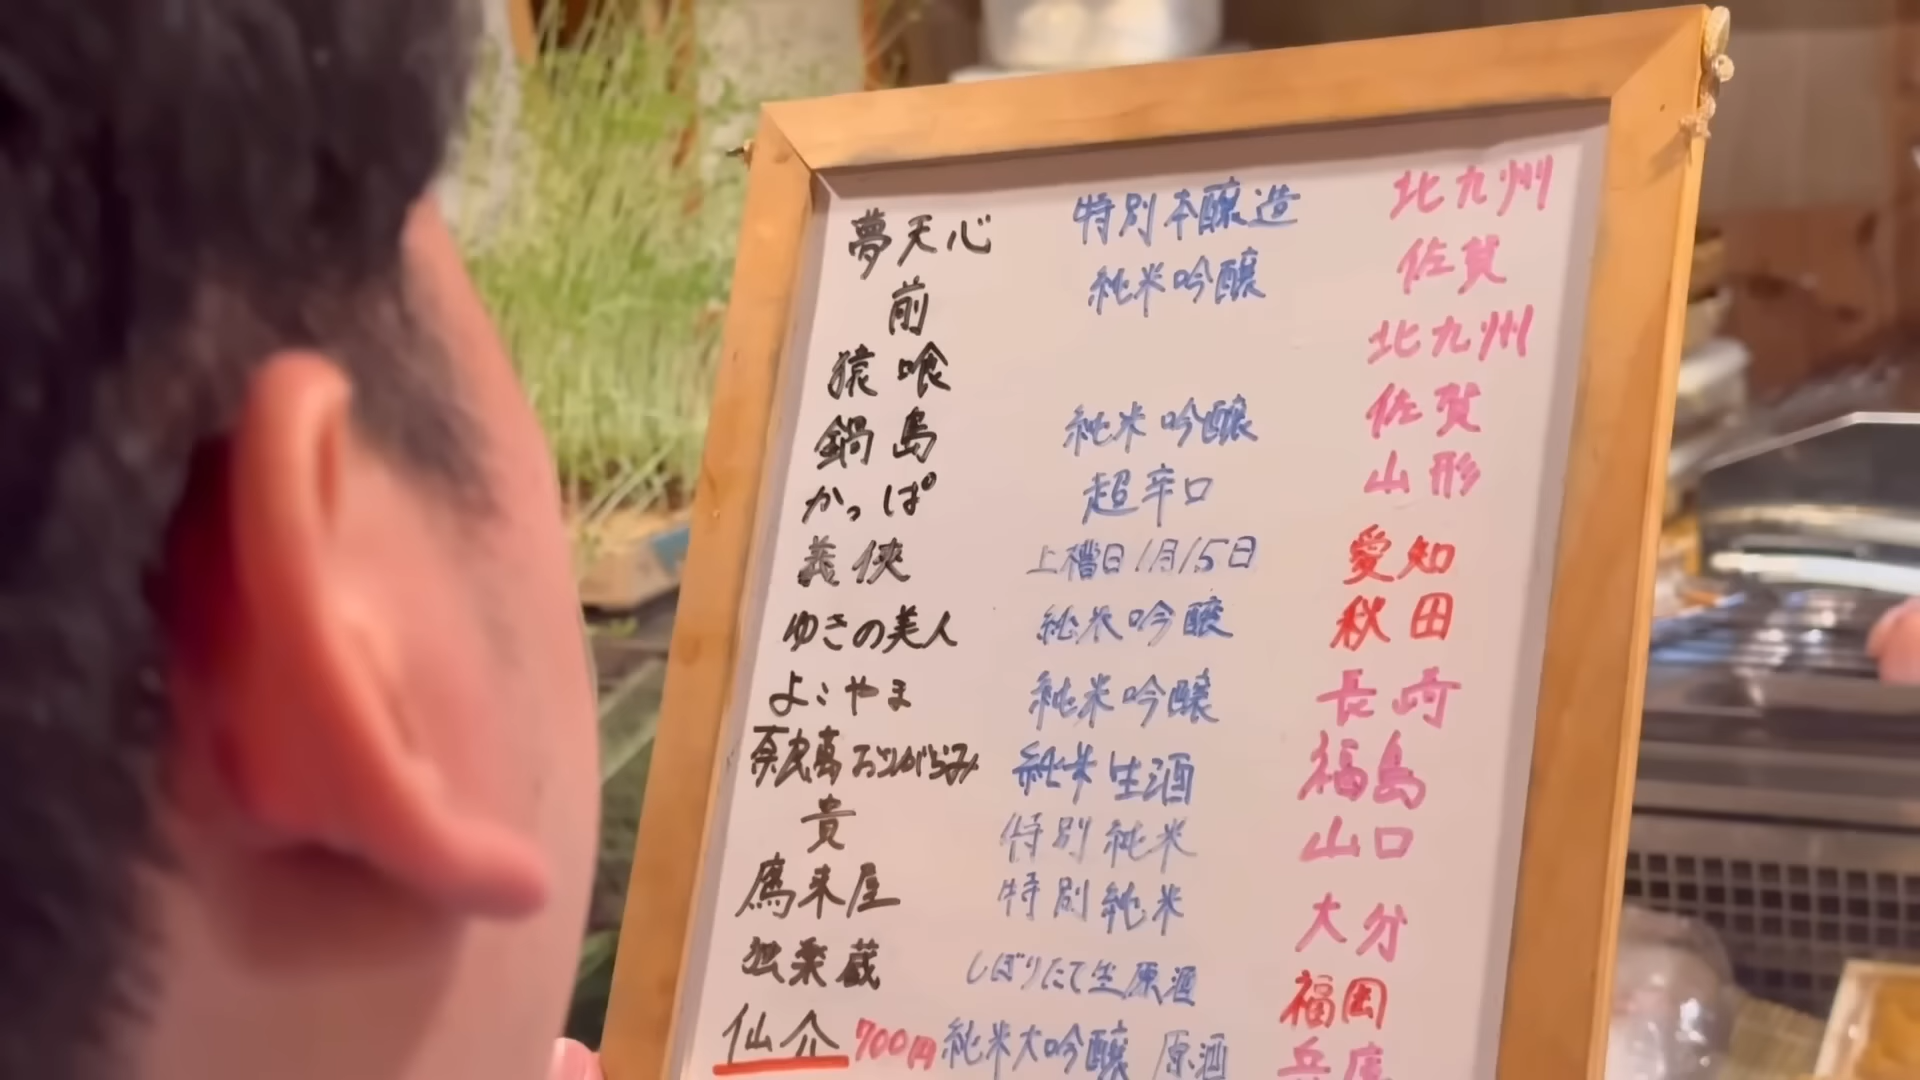 夢天心 特別本醸造 北九州
前 純米吟醸 佐賀
猿喰 北九州
鍋島 純米吟醸 佐賀
かっぱ 超辛口 山形
義侠 上槽日1月15日 愛知
ゆきの美人 純米吟醸 秋田
よこやま 純米吟醸 長崎
奈良萬 おりがらみ 純米生酒 福島
貴 特別純米 山口
鷹来屋 特別純米 大分
独楽蔵 しぼりたて生原酒 福岡
仙介 700円 純米大吟醸 原酒 兵庫